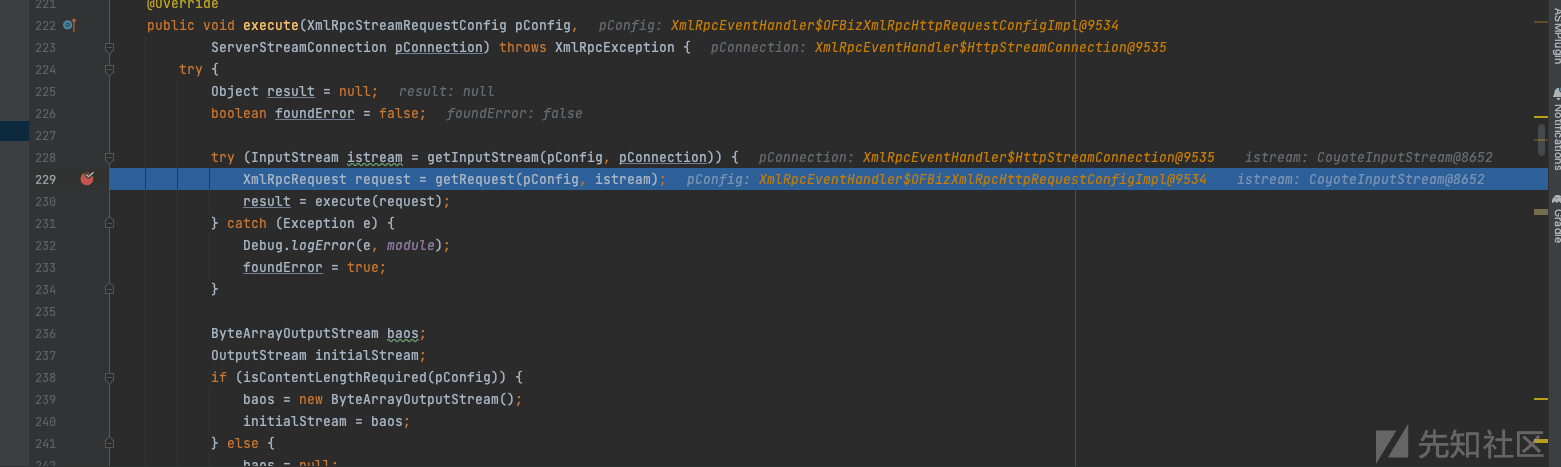 221 @Override
222 public void execute(XmlRpcStreamRequestConfig pConfig, pConfig: XmlRpcEventHandler$OFBizXmlRpcHttpRequestConfigImpl@9534
223 ServerStreamConnection pConnection) throws XmlRpcException { pConnection: XmlRpcEventHandler$HttpStreamConnection@9535
224 try {
225 Object result = null; result: null
226 boolean foundError = false; foundError: false
227
228 try (InputStream istream = getInputStream(pConfig, pConnection)) { pConnection: XmlRpcEventHandler$HttpStreamConnection@9535 istream: CoyoteInputStream@8652
229 XmlRpcRequest request = getRequest(pConfig, istream); pConfig: XmlRpcEventHandler$OFBizXmlRpcHttpRequestConfigImpl@9534 istream: CoyoteInputStream@8652
230 result = execute(request);
231 } catch (Exception e) {
232 Debug.logError(e, module);
233 foundError = true;
234 }
235
236 ByteArrayOutputStream baos;
237 OutputStream initialStream;
238 if (isContentLengthRequired(pConfig)) {
239 baos = new ByteArrayOutputStream();
240 initialStream = baos;
241 } else {
242 baos = null;
ASMPlugin
Notifications
Gradle
先知社区